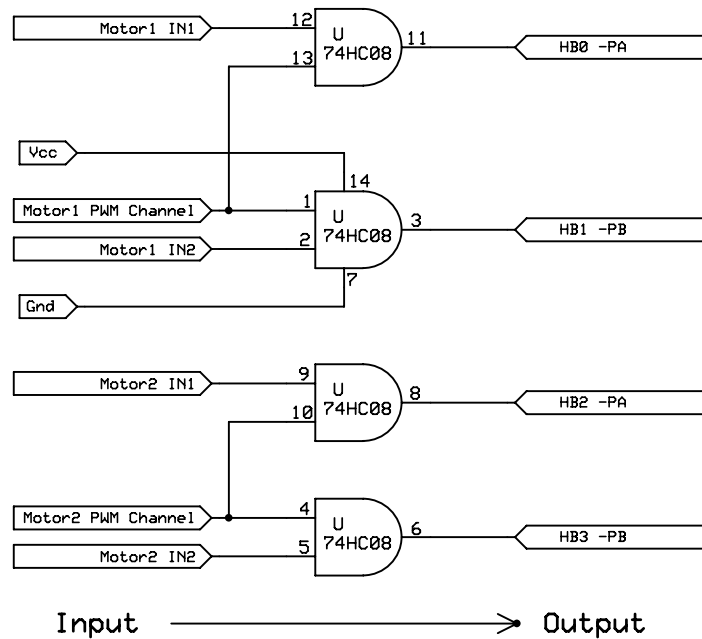 Motor1 IN1
12
13
U
74HC08
11
HB0 -PA
Vcc
14
Motor1 PWM Channel
1
U
74HC08
3
HB1 -PB
Motor1 IN2
2
7
Gnd
Motor2 IN1
9
10
U
74HC08
8
HB2 -PA
Motor2 PWM Channel
4
U
74HC08
6
HB3 -PB
Motor2 IN2
5
Input
Output